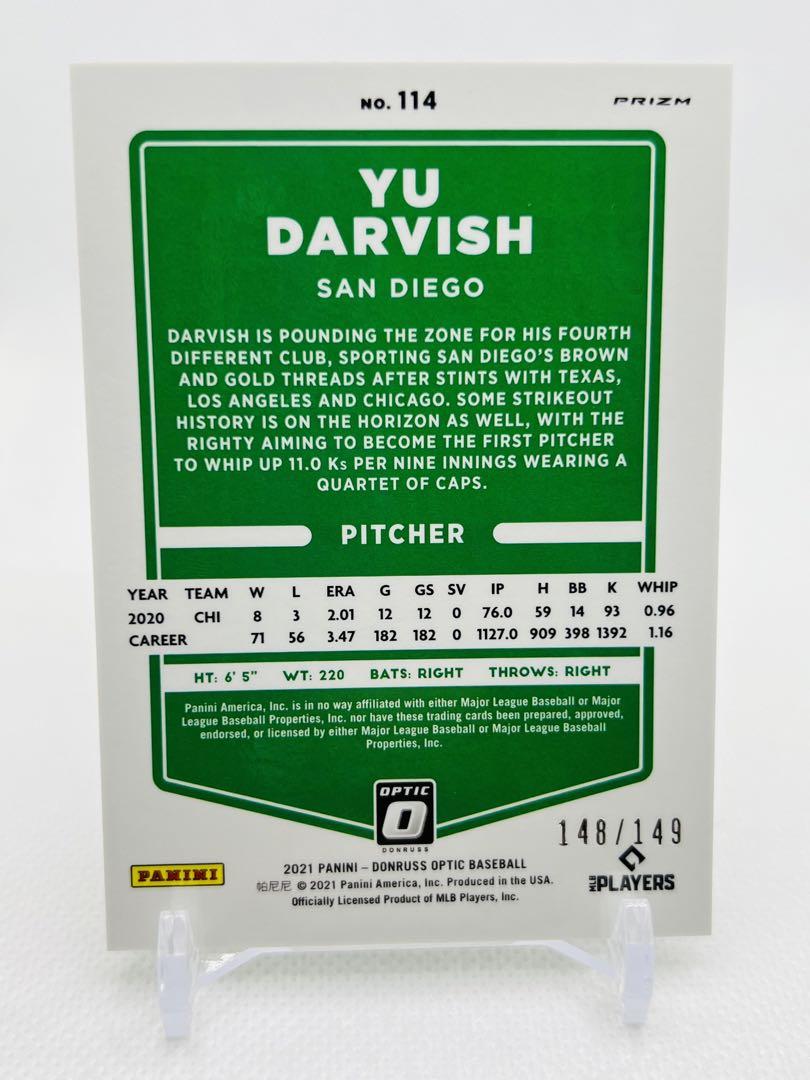 NO. 114
PRIZM
YU
DARVISH
SAN DIEGO
DARVISH IS POUNDING THE ZONE FOR HIS FOURTH
DIFFERENT CLUB, SPORTING SAN DIEGO'S BROWN
AND GOLD THREADS AFTER STINTS WITH TEXAS,
LOS ANGELES AND CHICAGO. SOME STRIKEOUT
HISTORY IS ON THE HORIZON AS WELL, WITH THE
RIGHTY AIMING TO BECOME THE FIRST PITCHER
TO WHIP UP 11.0 Ks PER NINE INNINGS WEARING A
QUARTET OF CAPS.
PITCHER
YEAR TEAM W L ERA G GS SV IP H BB K WHIP
2020 CHI 8 3 2.01 12 12 0 76.0 59 14 93 0.96
CAREER 71 56 3.47 182 182 0 1127.0 909 398 1392 1.16
HT: 6' 5" WT: 220 BATS: RIGHT THROWS: RIGHT
Panini America, Inc. is in no way affiliated with either Major League Baseball or Major
League Baseball Properties, Inc. nor have these trading cards been prepared, approved,
endorsed, or licensed by either Major League Baseball or Major League Baseball
Properties, Inc.
OPTIC
O
DONRUSS
148/149
PANINI
2021 PANINI – DONRUSS OPTIC BASEBALL
帕尼尼 © 2021 Panini America, Inc. Produced in the USA.
Officially Licensed Product of MLB Players, Inc.
MLB PLAYERS